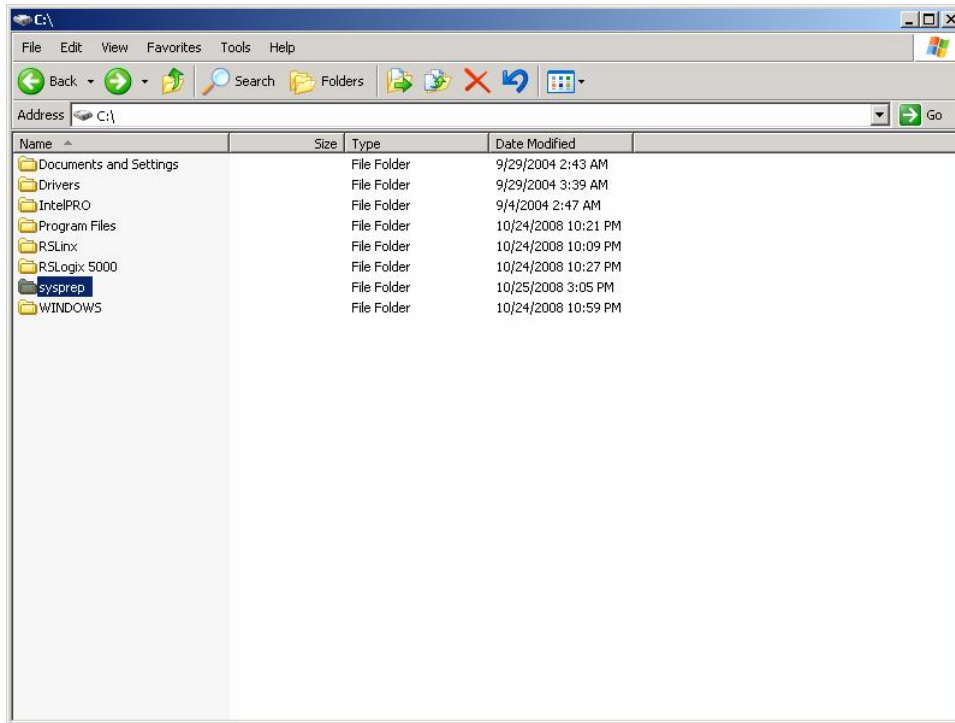 C:\
File Edit View Favorites Tools Help
Back Search Folders
Address C:\ Go
Name Size Type Date Modified
Documents and Settings File Folder 9/29/2004 2:43 AM
Drivers File Folder 9/29/2004 3:39 AM
IntelPRO File Folder 9/4/2004 2:47 AM
Program Files File Folder 10/24/2008 10:21 PM
RSLinx File Folder 10/24/2008 10:09 PM
RSLogix 5000 File Folder 10/24/2008 10:27 PM
sysprep File Folder 10/25/2008 3:05 PM
WINDOWS File Folder 10/24/2008 10:59 PM